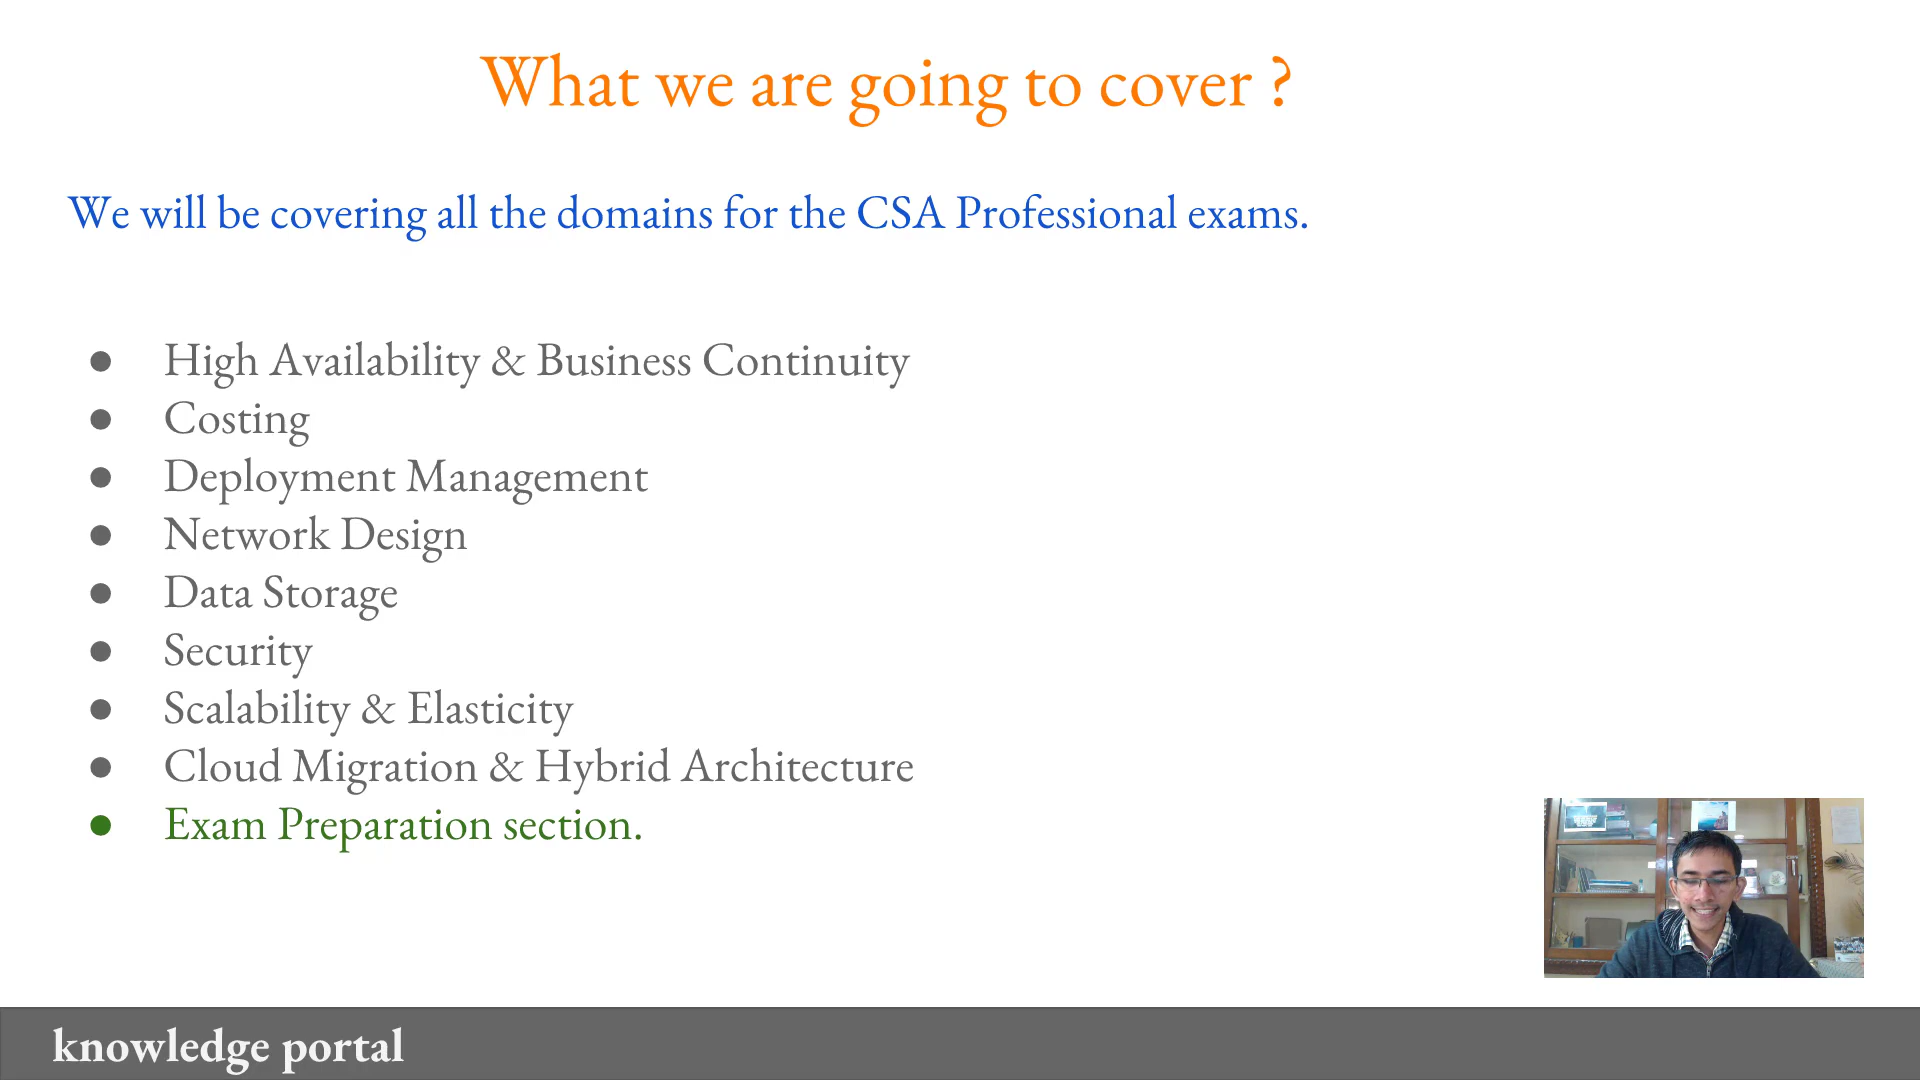 What we are going to cover ?
We will be covering all the domains for the CSA Professional exams.
● High Availability & Business Continuity
● Costing
● Deployment Management
● Network Design
● Data Storage
● Security
● Scalability & Elasticity
● Cloud Migration & Hybrid Architecture
● Exam Preparation section.
knowledge portal